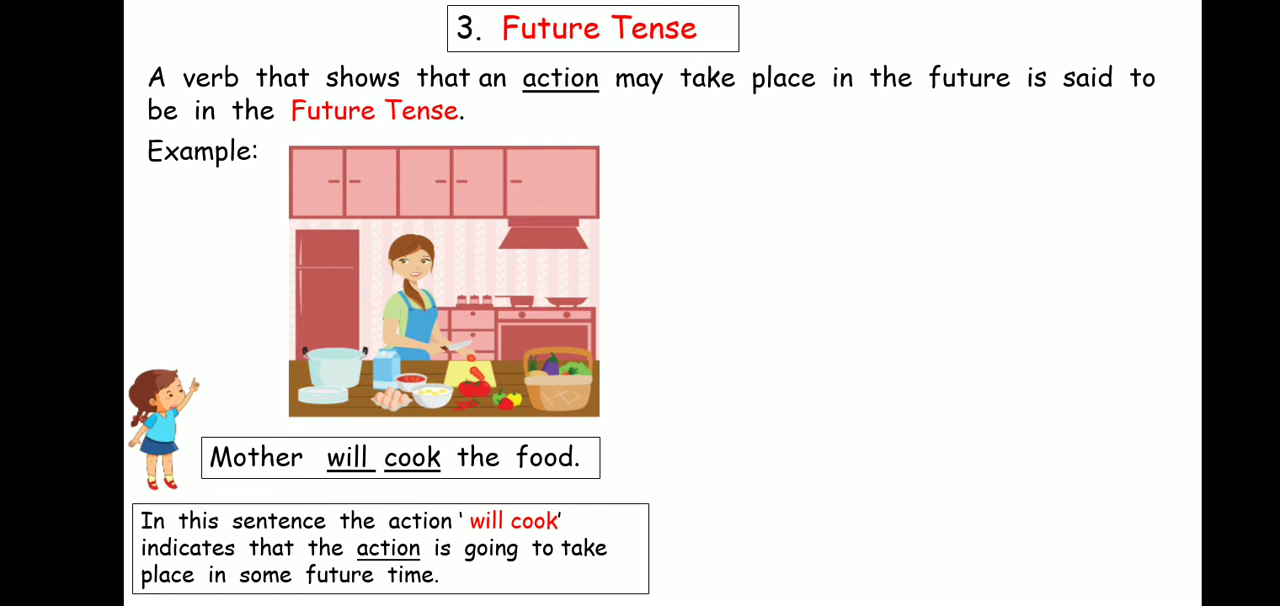 3. Future Tense
A verb that shows that an action may take place in the future is said to
be in the Future Tense.
Example:
Mother will cook the food.
In this sentence the action ' will cook'
indicates that the action is going to take
place in some future time.